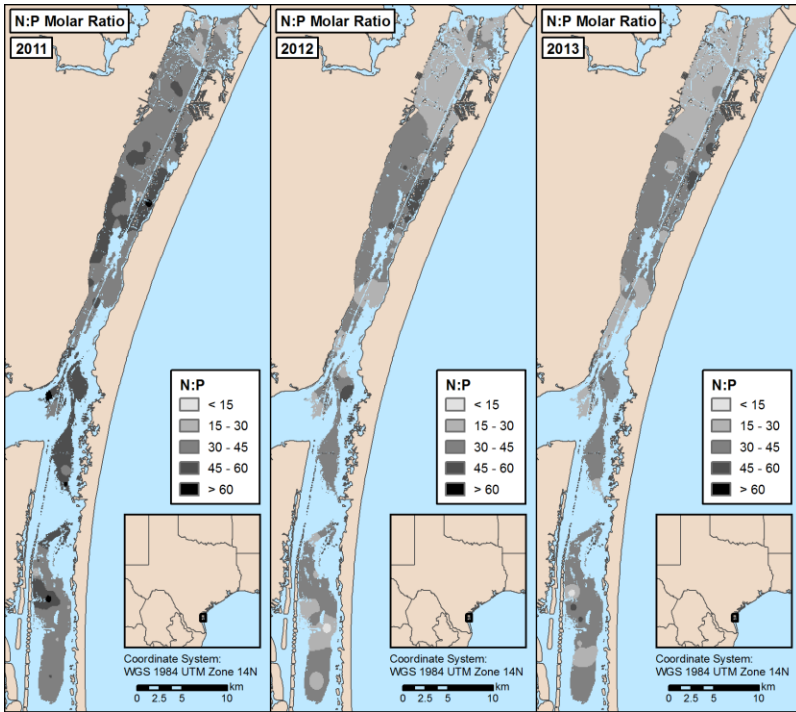 N:P Molar Ratio
2011
N:P
< 15
15 - 30
30 - 45
45 - 60
> 60
Coordinate System:
WGS 1984 UTM Zone 14N
km
0 2.5 5 10
N:P Molar Ratio
2012
N:P
< 15
15 - 30
30 - 45
45 - 60
> 60
Coordinate System:
WGS 1984 UTM Zone 14N
km
0 2.5 5 10
N:P Molar Ratio
2013
N:P
< 15
15 - 30
30 - 45
45 - 60
> 60
Coordinate System:
WGS 1984 UTM Zone 14N
km
0 2.5 5 10